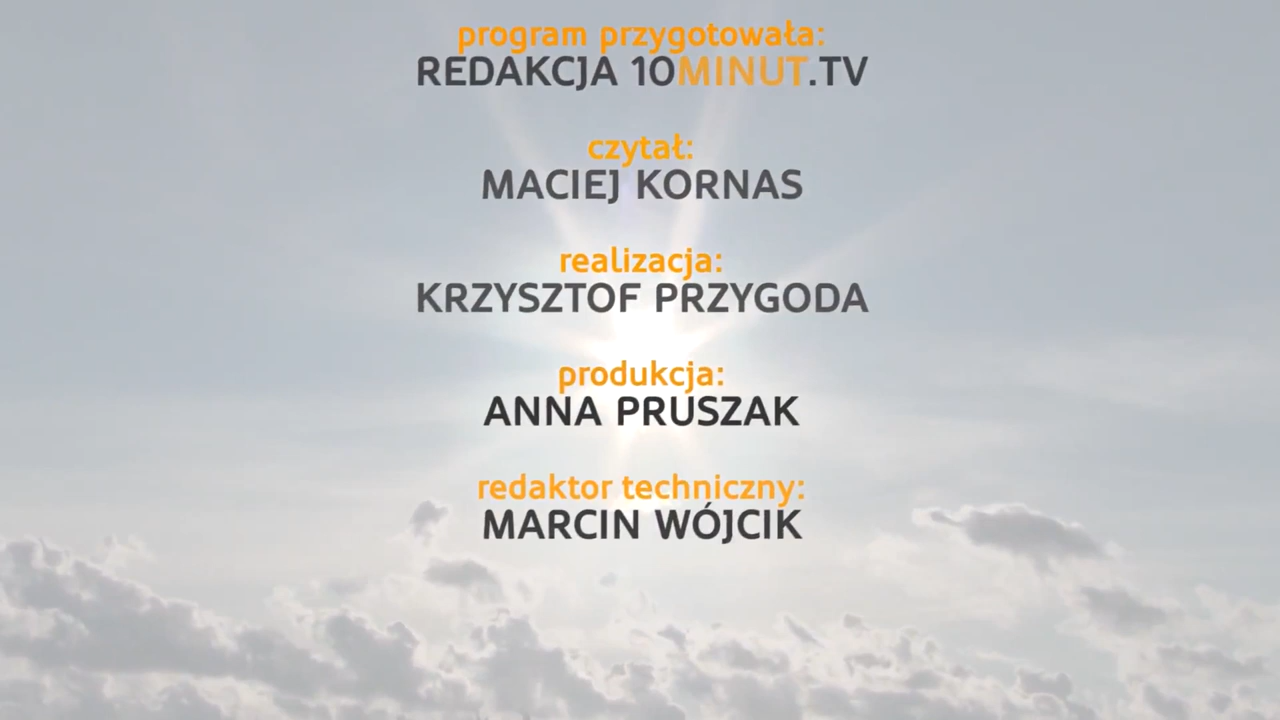 program przygotowała:
REDAKCJA 10MINUT.TV
czytał:
MACIEJ KORNAS
realizacja:
KRZYSZTOF PRZYGODA
produkcja:
ANNA PRUSZAK
redaktor techniczny:
MARCIN WÓJCIK